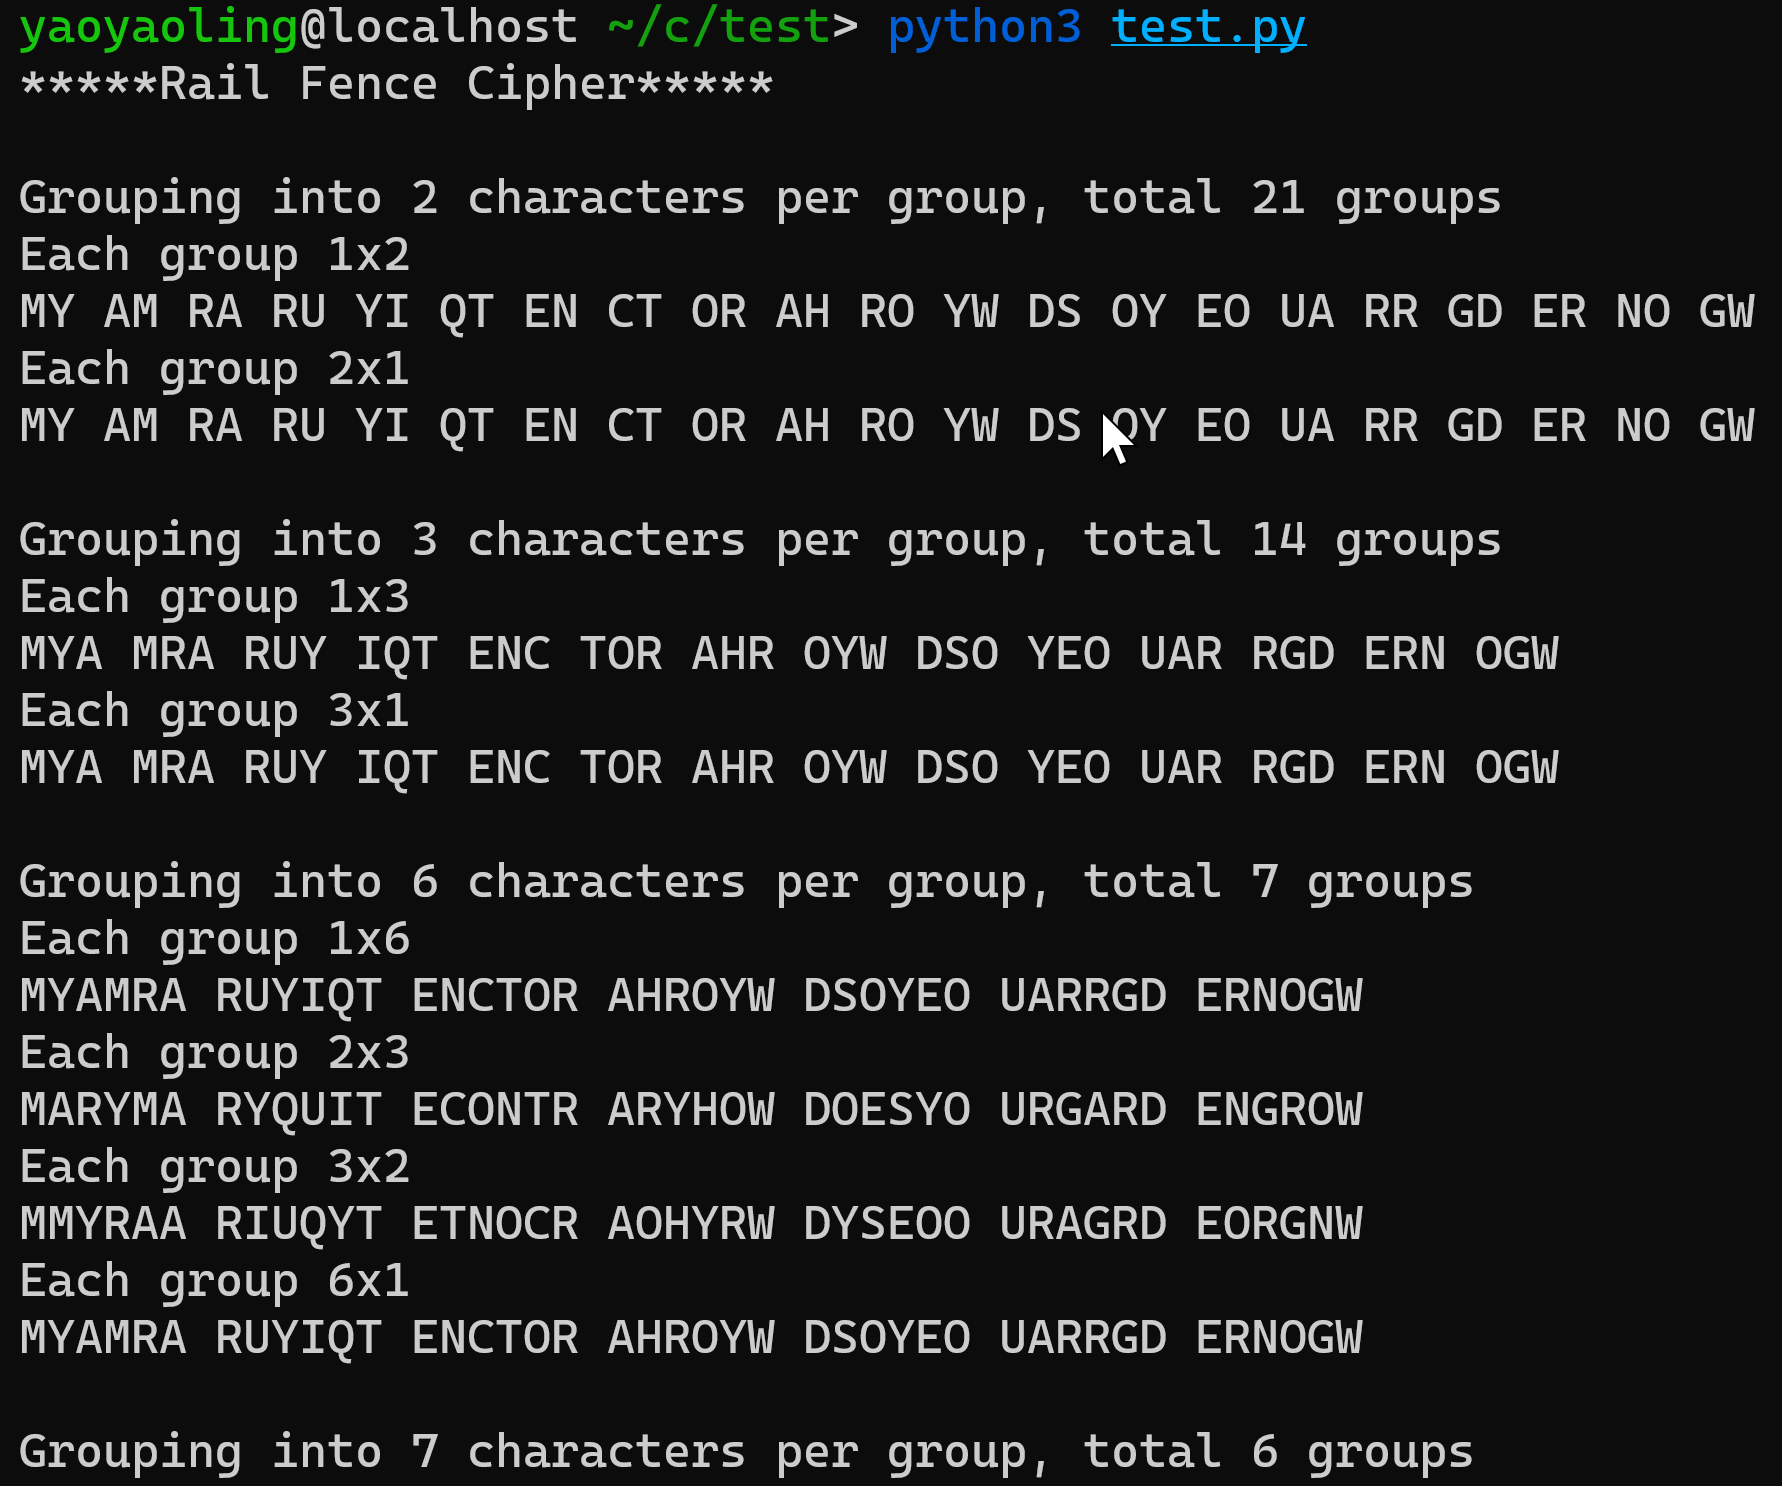 yaoyaoling@localhost ~/c/test> python3 test.py
*****Rail Fence Cipher*****
Grouping into 2 characters per group, total 21 groups
Each group 1x2
MY AM RA RU YI QT EN CT OR AH RO YW DS OY EO UA RR GD ER NO GW
Each group 2x1
MY AM RA RU YI QT EN CT OR AH RO YW DS OY EO UA RR GD ER NO GW
Grouping into 3 characters per group, total 14 groups
Each group 1x3
MYA MRA RUY IQT ENC TOR AHR OYW DSO YEO UAR RGD ERN OGW
Each group 3x1
MYA MRA RUY IQT ENC TOR AHR OYW DSO YEO UAR RGD ERN OGW
Grouping into 6 characters per group, total 7 groups
Each group 1x6
MYAMRA RUYIQT ENCTOR AHROYW DSOYEO UARRGD ERNOGW
Each group 2x3
MARYMA RYQUIT ECONTR ARYHOW DOESYO URGARD ENGROW
Each group 3x2
MMYRAA RIUQYT ETNOCR AOHYRW DYSEOO URAGRD EORGNW
Each group 6x1
MYAMRA RUYIQT ENCTOR AHROYW DSOYEO UARRGD ERNOGW
Grouping into 7 characters per group, total 6 groups